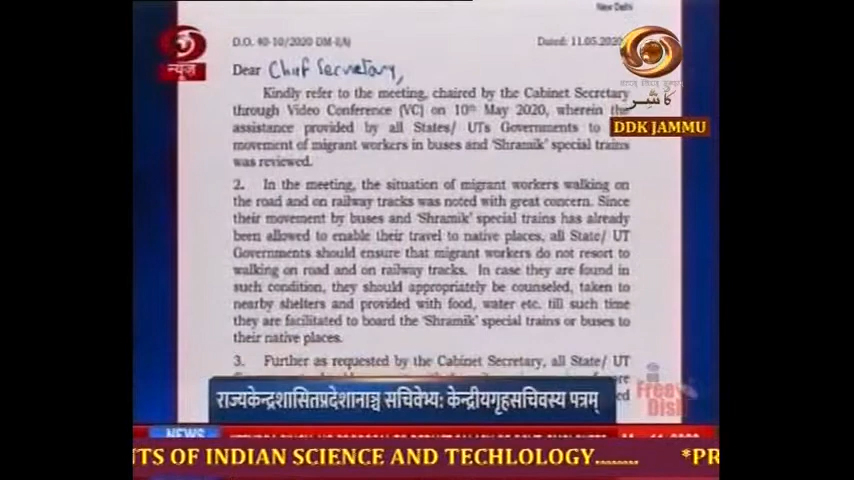 New Delhi
D.O. 40-10/2020-DM-I(A)
Dated: 11.05.2020
Dear Chief Secretary,
Kindly refer to the meeting, chaired by the Cabinet Secretary
through Video Conference (VC) on 10th May 2020, wherein the
assistance provided by all States/ UTs Governments to
movement of migrant workers in buses and 'Shramik' special trains
was reviewed.
2. In the meeting, the situation of migrant workers walking on
the road and on railway tracks was noted with great concern. Since
their movement by buses and 'Shramik' special trains has already
been allowed to enable their travel to native places, all State/ UT
Governments should ensure that migrant workers do not resort to
walking on road and on railway tracks. In case they are found in
such condition, they should appropriately be counseled, taken to
nearby shelters and provided with food, water etc. till such time
they are facilitated to board the 'Shramik' special trains or buses to
their native places.
3. Further as requested by the Cabinet Secretary, all State/ UT
न्यूज़
كٲشِر
DDK JAMMU
राज्यकेन्द्रशासितप्रदेशानाञ्च सचिवेभ्य: केन्द्रीयगृहसचिवस्य पत्रम्
Free Dish
NEWS
TS OF INDIAN SCIENCE AND TECHLOLOGY........ *PR